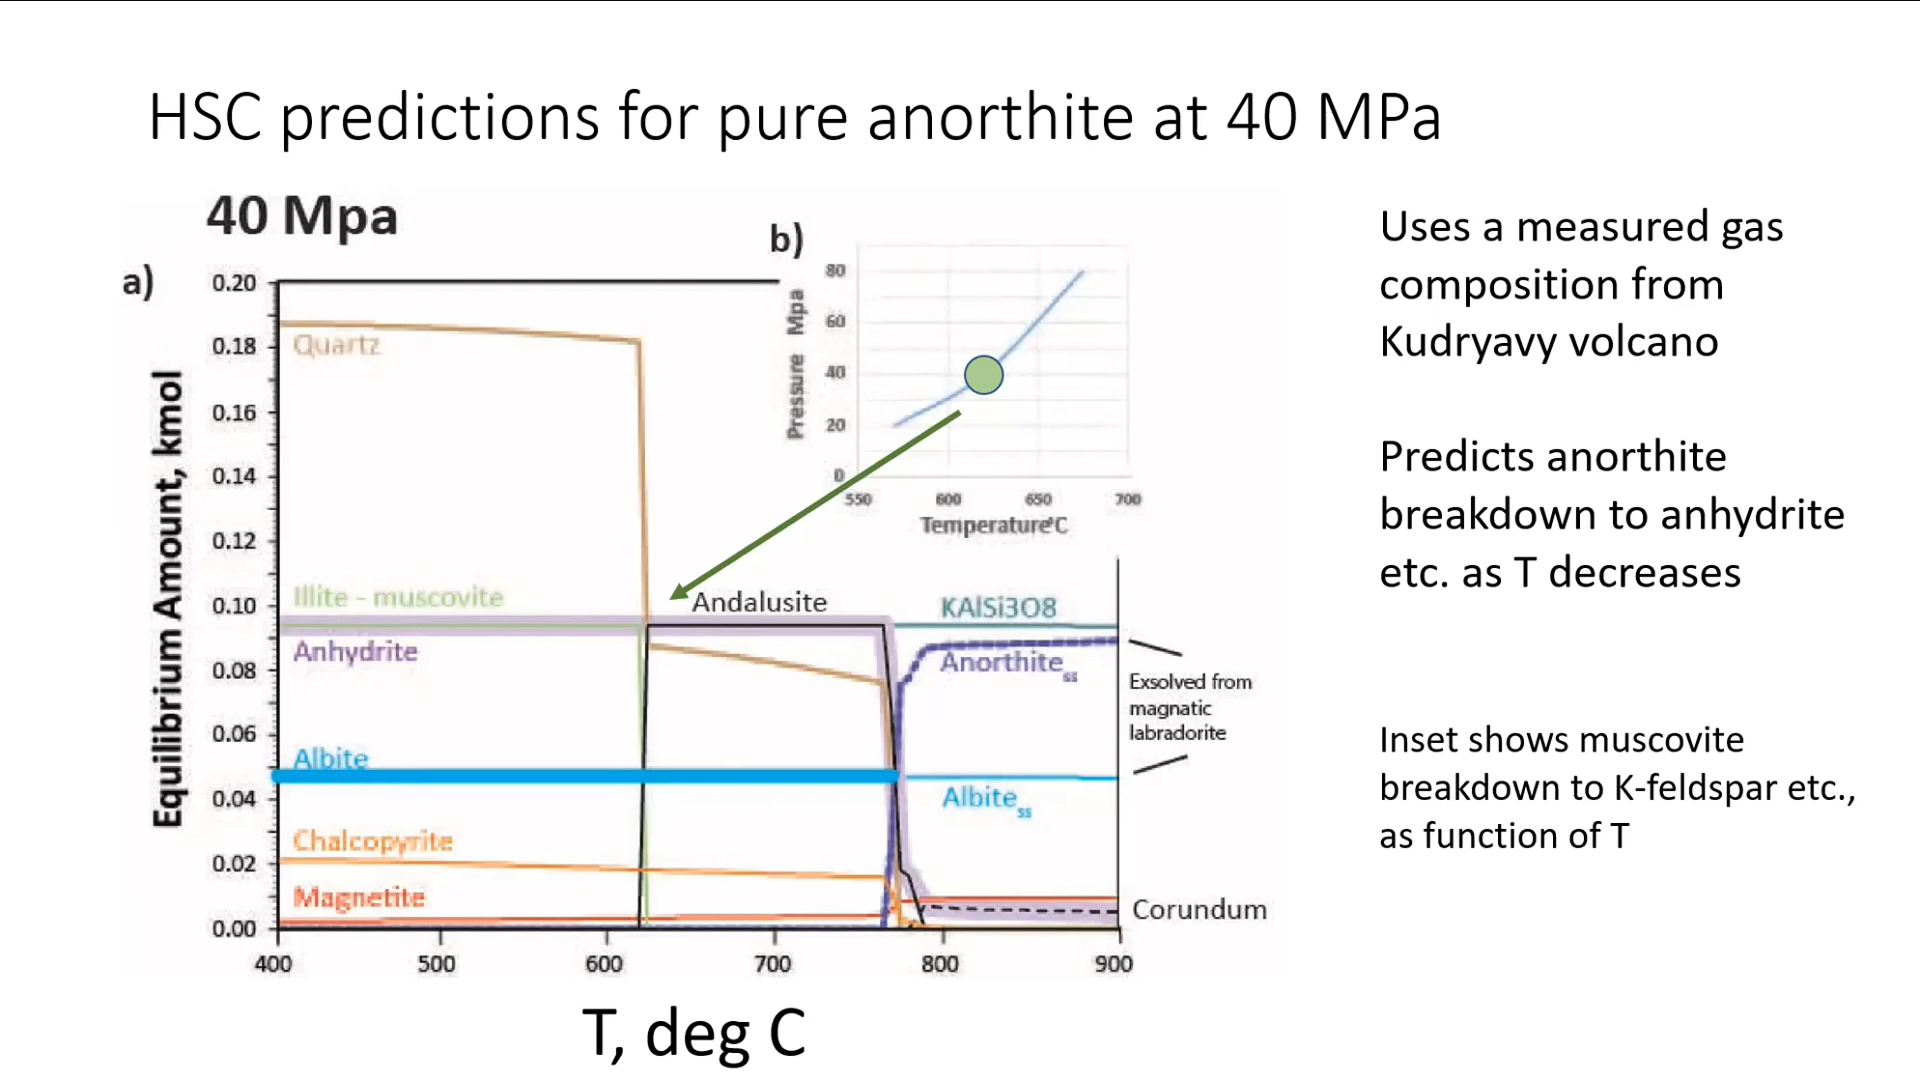 HSC predictions for pure anorthite at 40 MPa
40 Mpa
a)
Equilibrium Amount, kmol
0.20
0.18
0.16
0.14
0.12
0.10
0.08
0.06
0.04
0.02
0.00
400
500
600
700
800
900
T, deg C
Quartz
Illite - muscovite
Anhydrite
Albite
Chalcopyrite
Magnetite
Andalusite
KAlSi3O8
Anorthite ss
Albite ss
Exsolved from
magnatic
labradorite
Corundum
b)
Pressure Mpa
80
60
40
20
0
550
600
650
700
Temperature°C
Uses a measured gas
composition from
Kudryavy volcano
Predicts anorthite
breakdown to anhydrite
etc. as T decreases
Inset shows muscovite
breakdown to K-feldspar etc.,
as function of T